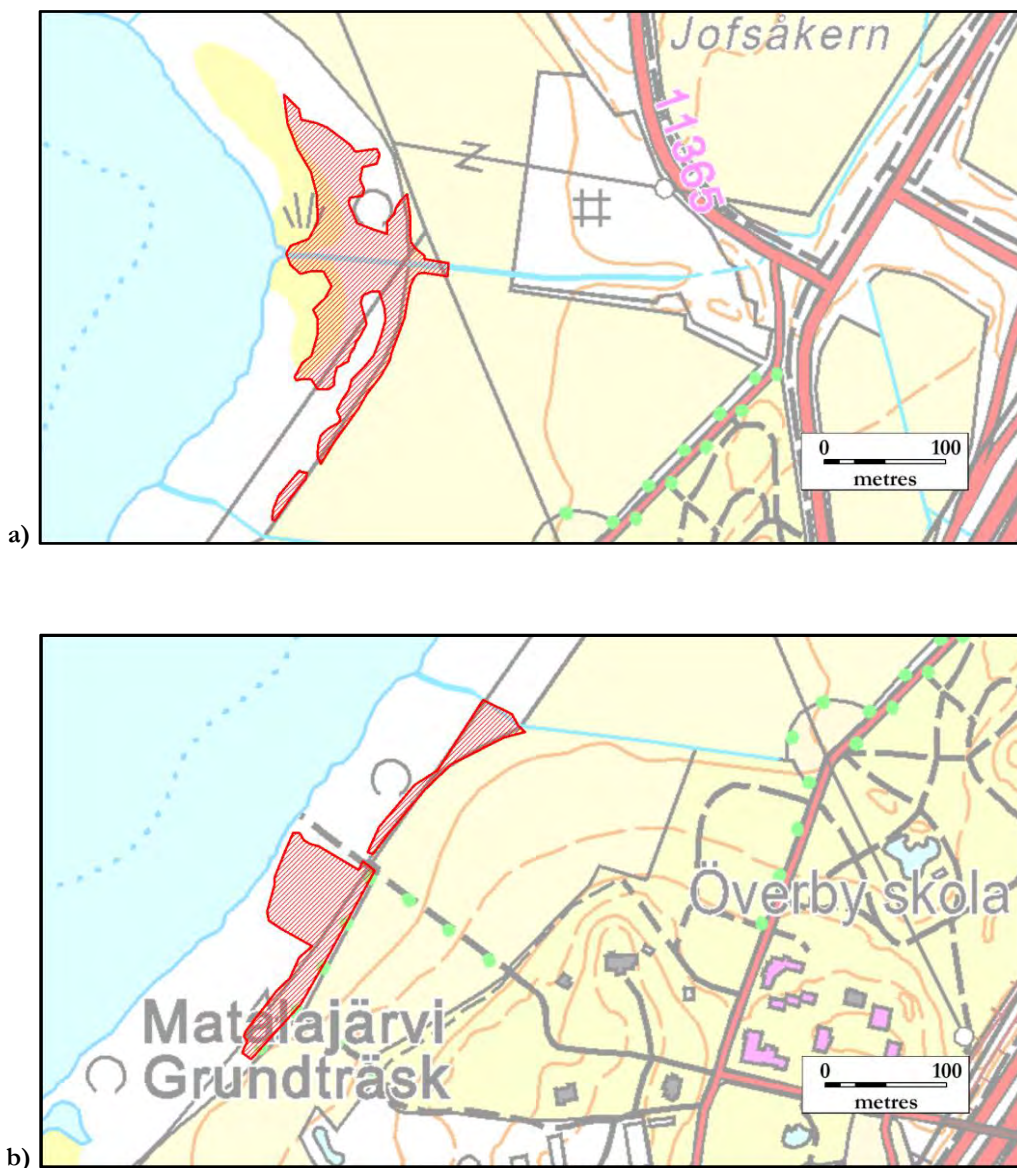 Jofsåkern
11365
0 100
metres
a)
Överby skola
Matalajärvi
Grundträsk
0 100
metres
b)